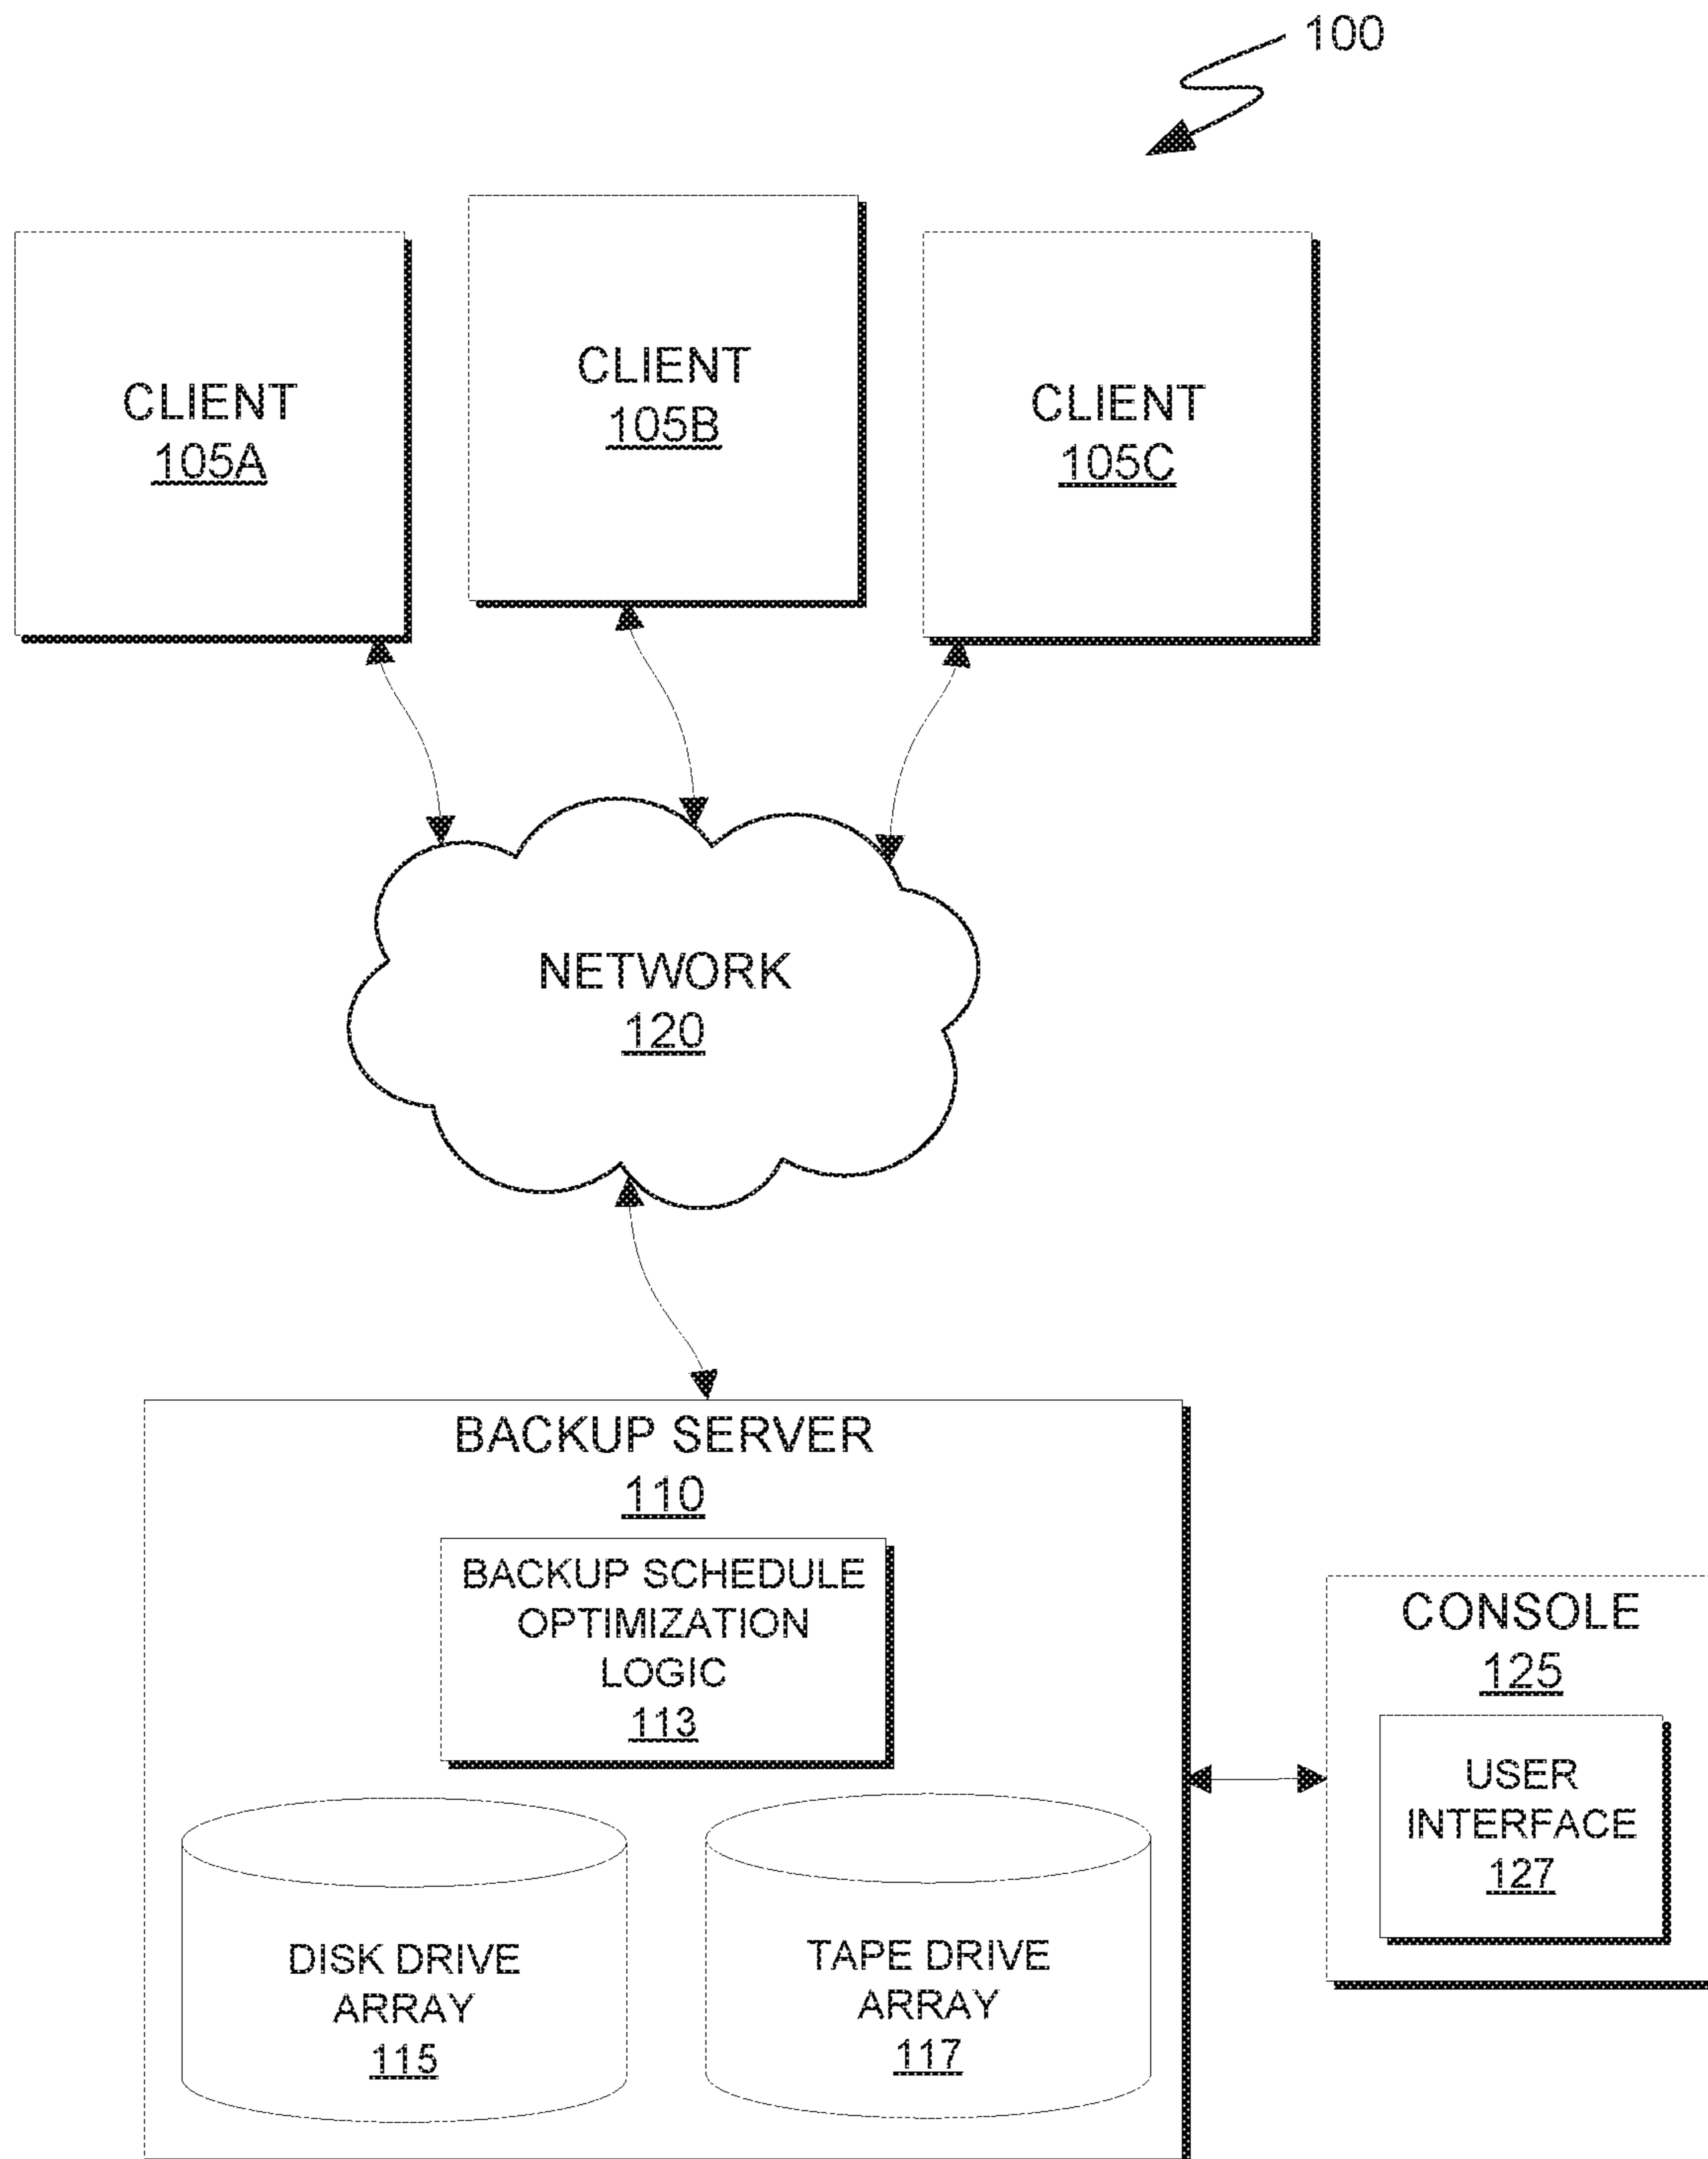 100
CLIENT
105A
CLIENT
105B
CLIENT
105C
NETWORK
120
BACKUP SERVER
110
BACKUP SCHEDULE
OPTIMIZATION
LOGIC
113
DISK DRIVE
ARRAY
115
TAPE DRIVE
ARRAY
117
CONSOLE
125
USER
INTERFACE
127